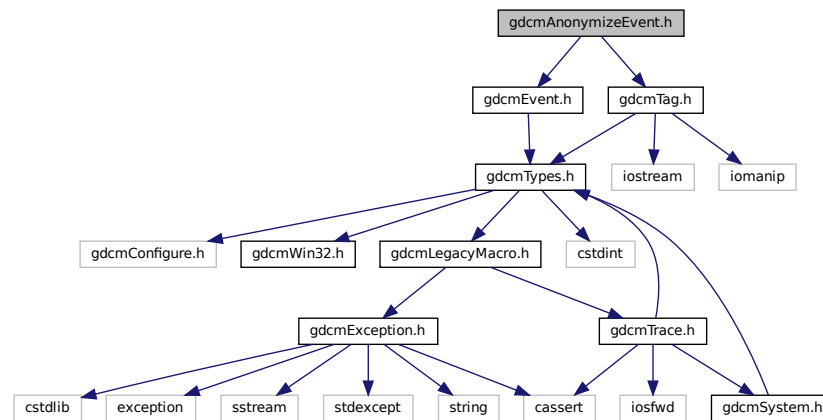 gdcmAnonymizeEvent.h
gdcmEvent.h
gdcmTag.h
gdcmTypes.h
iostream
iomanip
gdcmConfigure.h
gdcmWin32.h
gdcmLegacyMacro.h
cstdint
gdcmException.h
gdcmTrace.h
cstdlib
exception
sstream
stdexcept
string
cassert
iosfwd
gdcmSystem.h